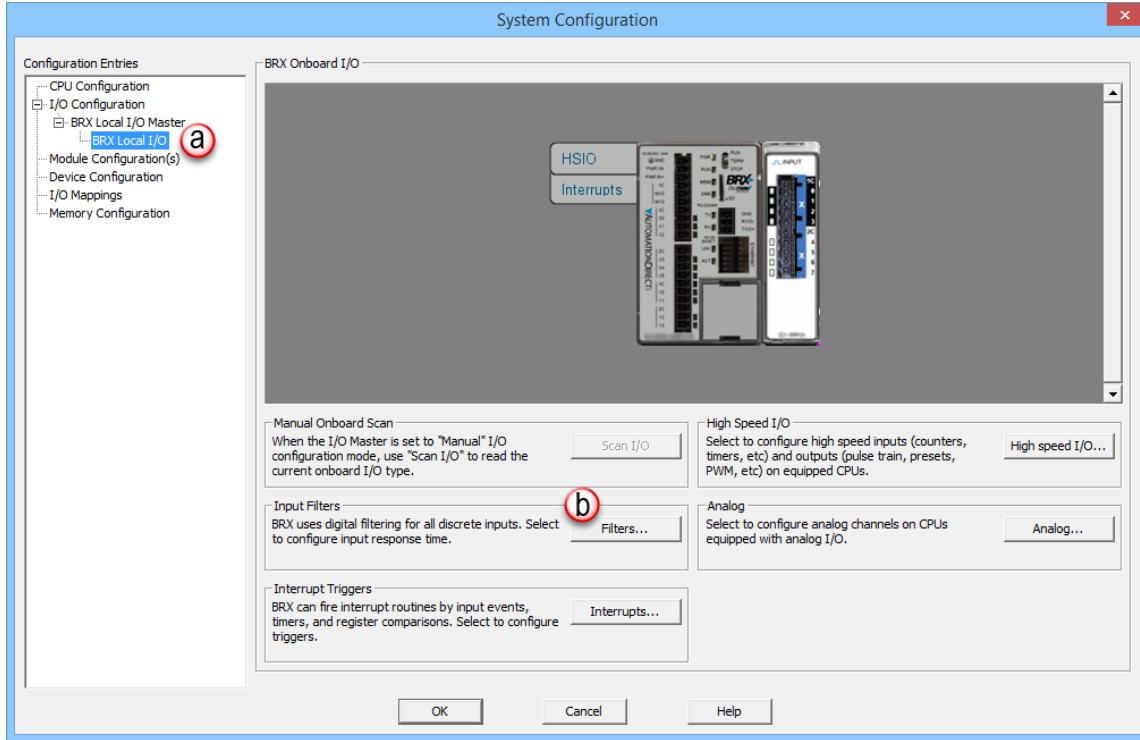 System Configuration
x
Configuration Entries
CPU Configuration
I/O Configuration
BRX Local I/O Master
BRX Local I/O
a
Module Configuration(s)
Device Configuration
I/O Mappings
Memory Configuration
BRX Onboard I/O
HSIO
Interrupts
BRX
AUTOMATIONDIRECT
INPUT
Manual Onboard Scan
When the I/O Master is set to "Manual" I/O
configuration mode, use "Scan I/O" to read the
current onboard I/O type.
Scan I/O
High Speed I/O
Select to configure high speed inputs (counters,
timers, etc) and outputs (pulse train, presets,
PWM, etc) on equipped CPUs.
High speed I/O...
Input Filters
b
BRX uses digital filtering for all discrete inputs. Select
to configure input response time.
Filters...
Analog
Select to configure analog channels on CPUs
equipped with analog I/O.
Analog...
Interrupt Triggers
BRX can fire interrupt routines by input events,
timers, and register comparisons. Select to configure
triggers.
Interrupts...
OK
Cancel
Help